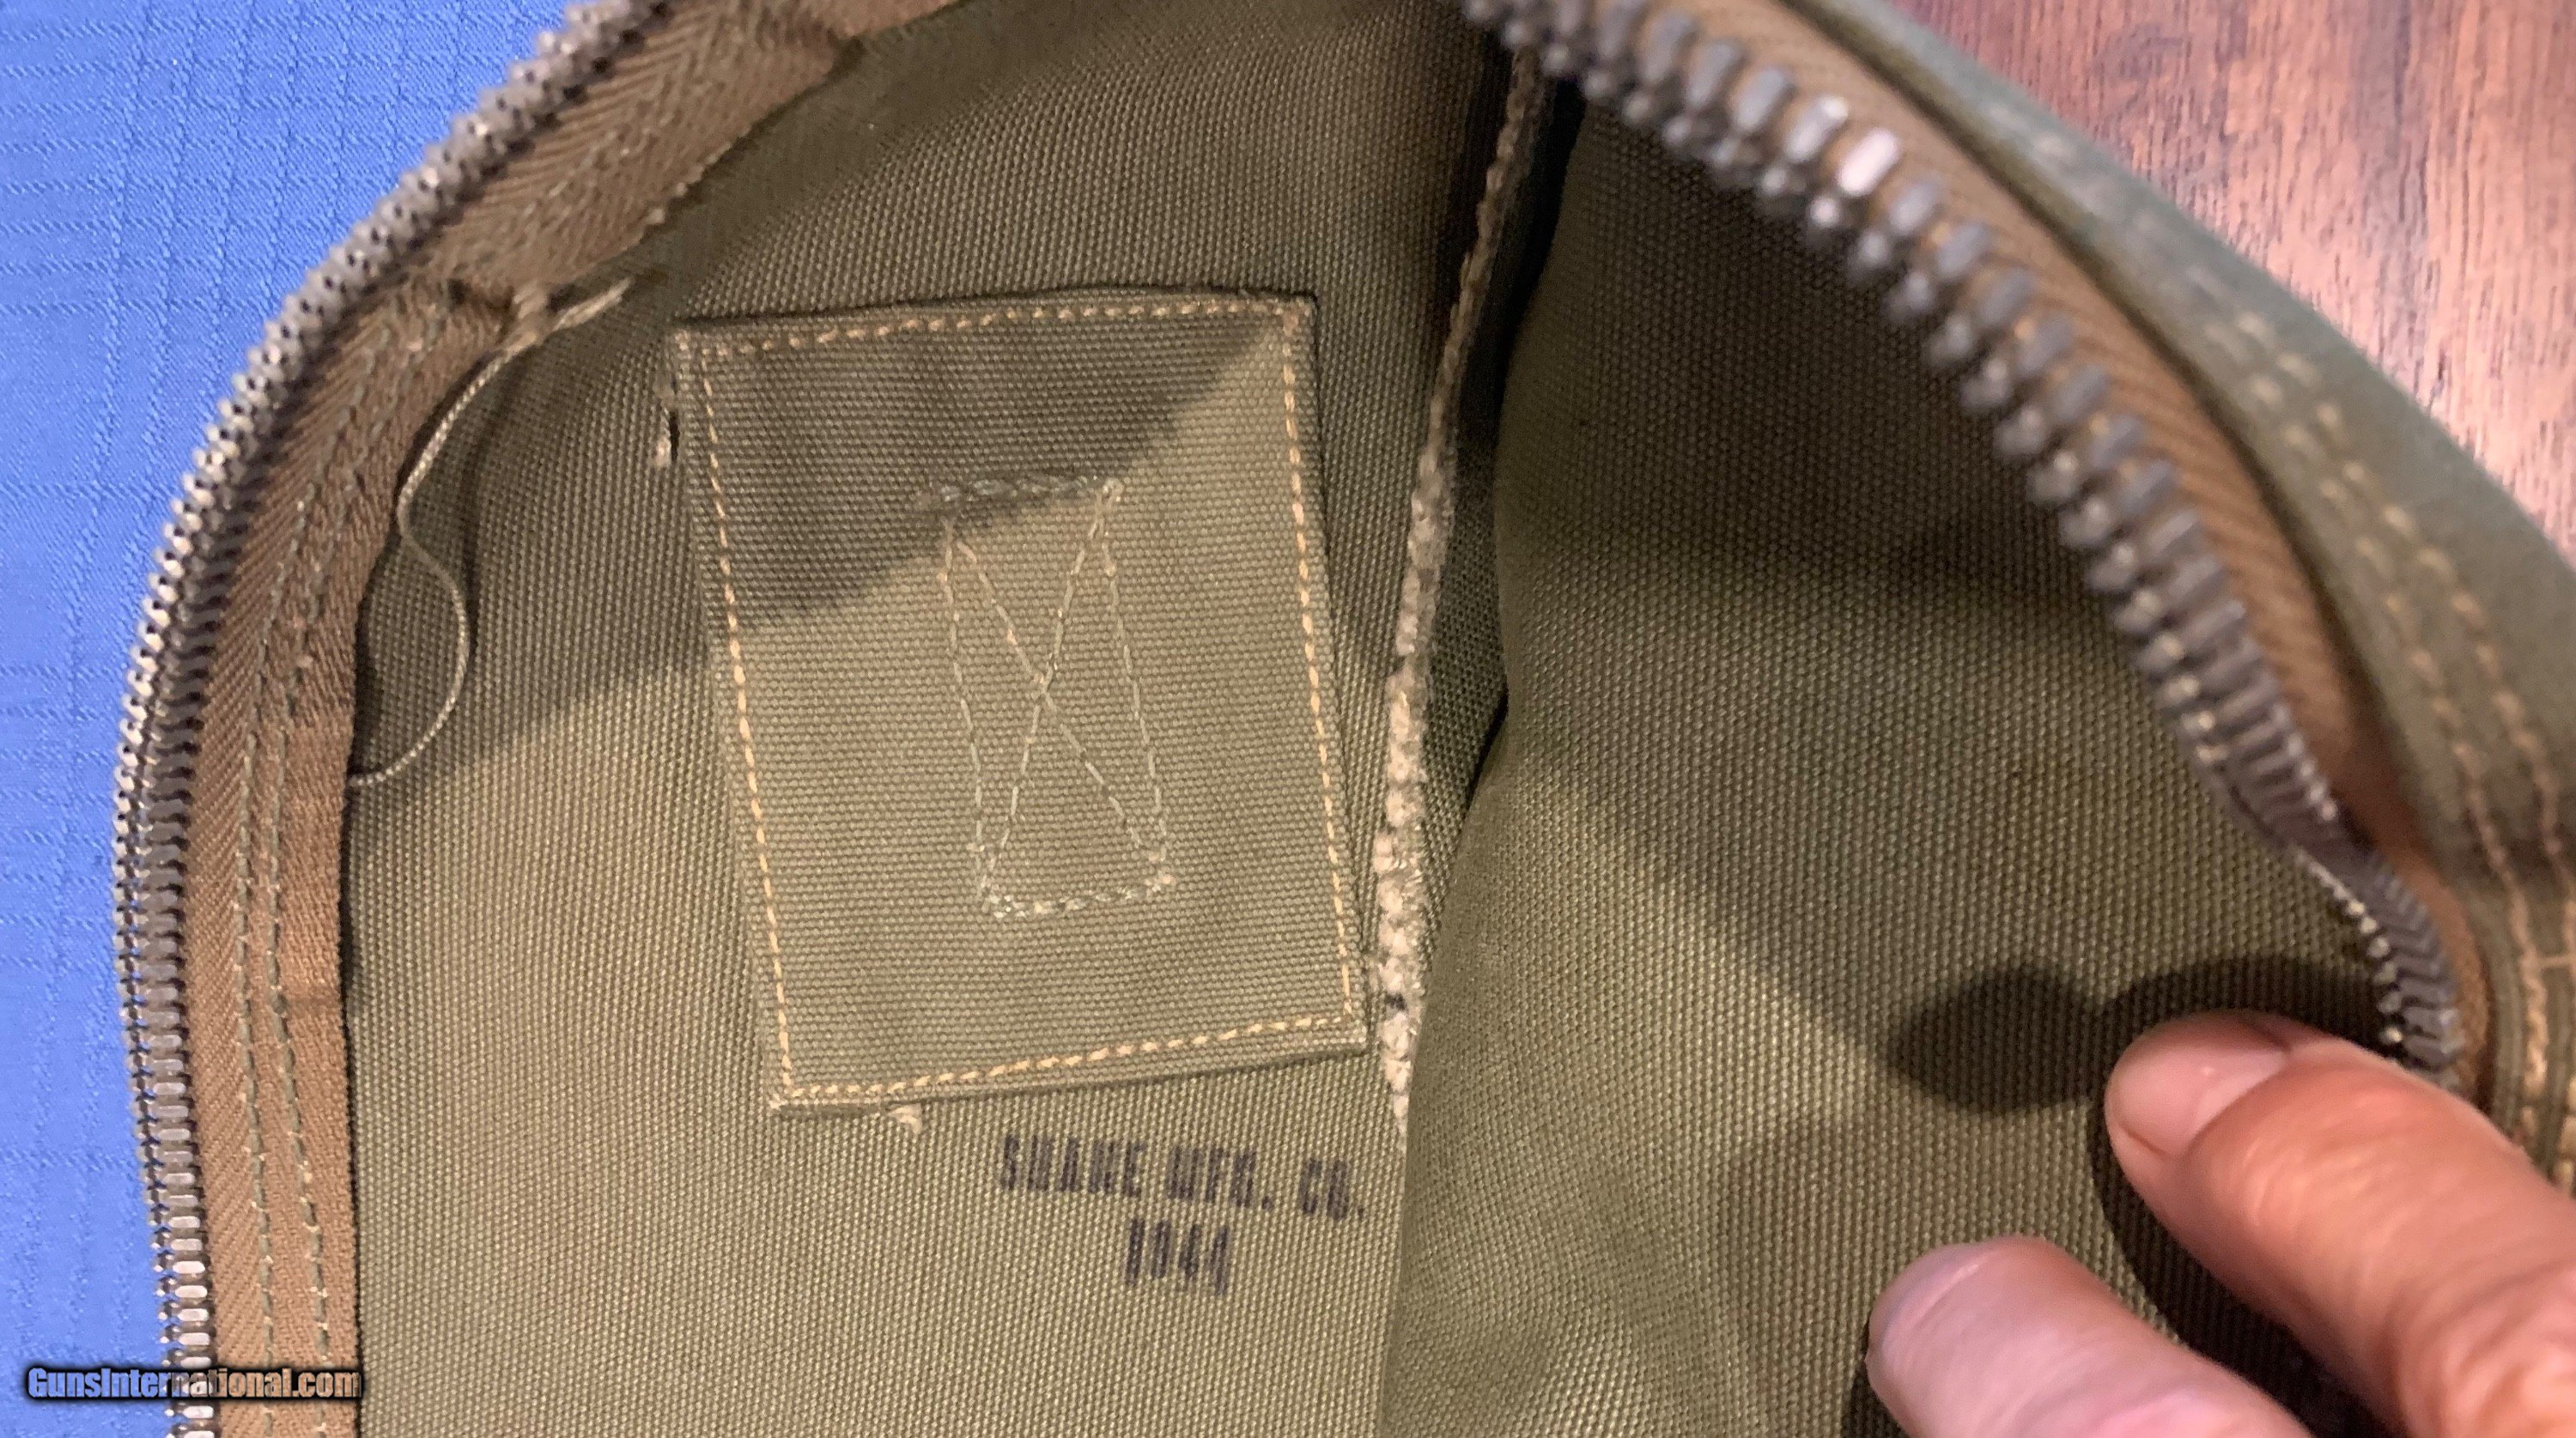 SHANE MFG. CO.
1944
GunsInternational.com